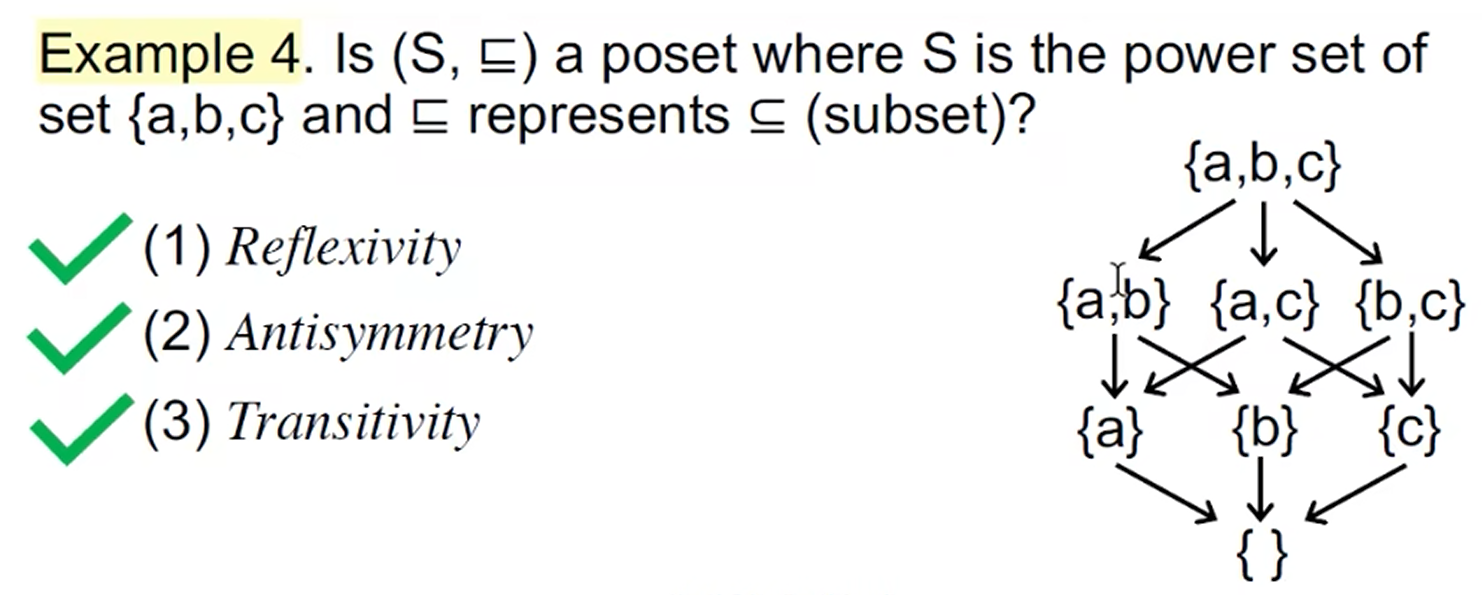 Example 4. Is (S, ⊑) a poset where S is the power set of
set {a,b,c} and ⊑ represents ⊆ (subset)?
(1) Reflexivity
(2) Antisymmetry
(3) Transitivity
{a,b,c}
{a,b} {a,c} {b,c}
{a} {b} {c}
{ }